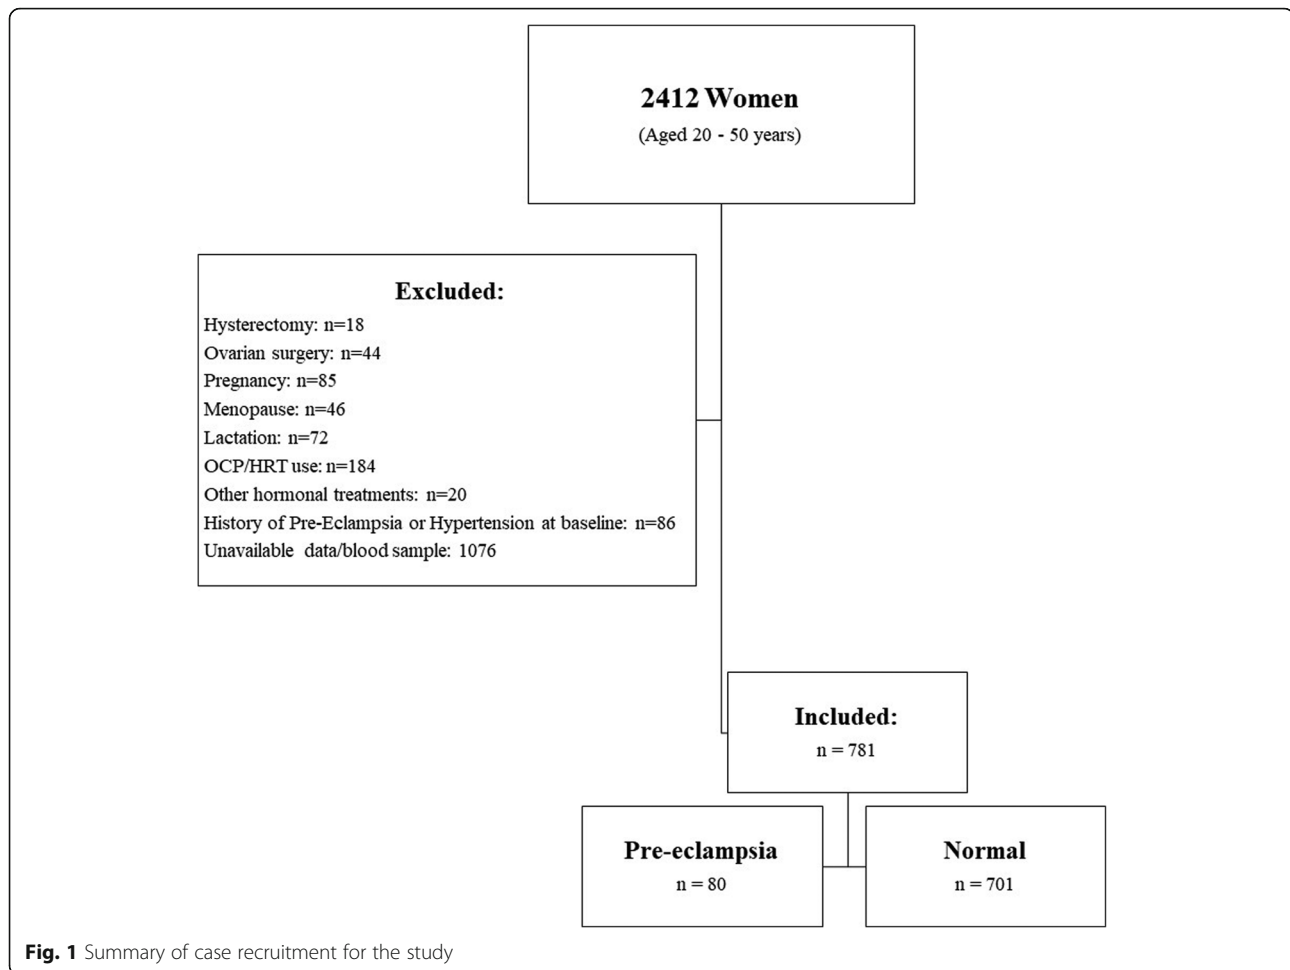 2412 Women
(Aged 20 - 50 years)
Excluded:
Hysterectomy: n=18
Ovarian surgery: n=44
Pregnancy: n=85
Menopause: n=46
Lactation: n=72
OCP/HRT use: n=184
Other hormonal treatments: n=20
History of Pre-Eclampsia or Hypertension at baseline: n=86
Unavailable data/blood sample: 1076
Included:
n = 781
Pre-eclampsia
n = 80
Normal
n = 701
Fig. 1 Summary of case recruitment for the study